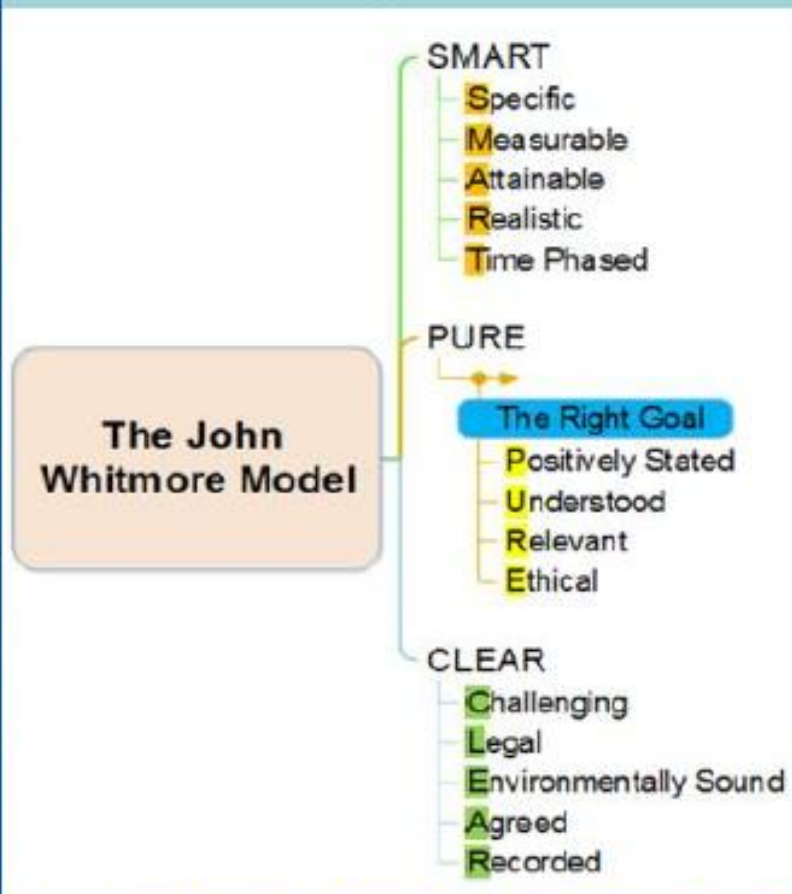 SMART
Specific
Measurable
Attainable
Realistic
Time Phased
PURE
The Right Goal
Positively Stated
Understood
Relevant
Ethical
The John
Whitmore Model
CLEAR
Challenging
Legal
Environmentally Sound
Agreed
Recorded